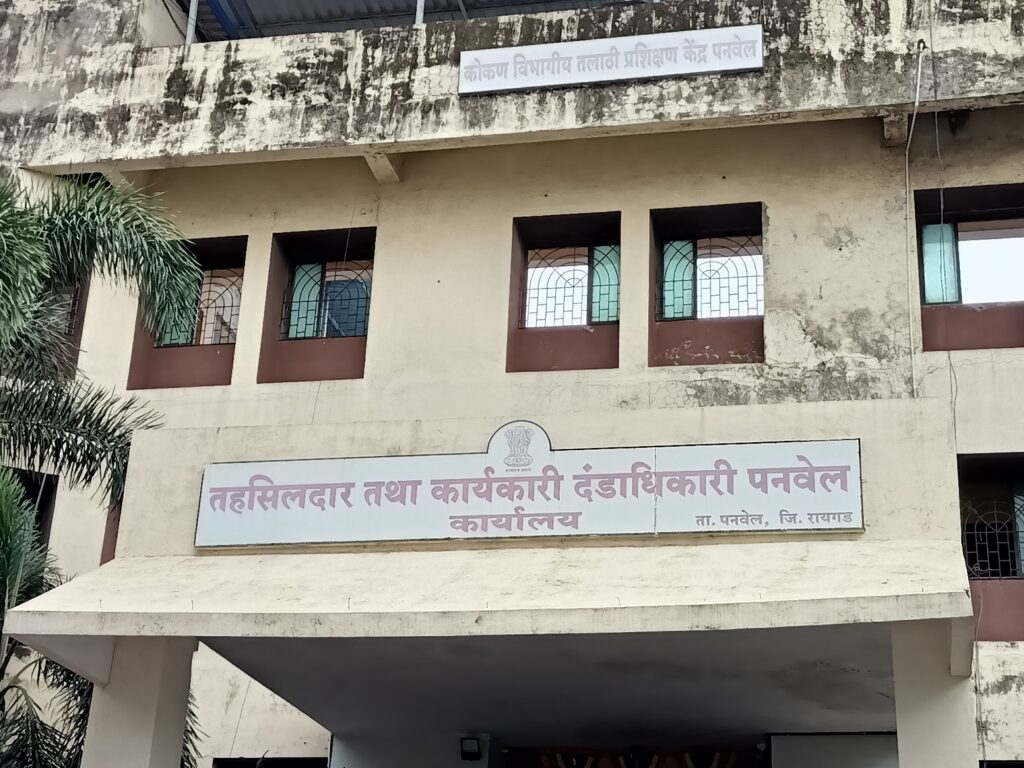 कोकण विभागीय तलाठी प्रशिक्षण केंद्र पनवेल
तहसिलदार तथा कार्यकारी दंडाधिकारी पनवेल
कार्यालय
ता. पनवेल, जि. रायगड